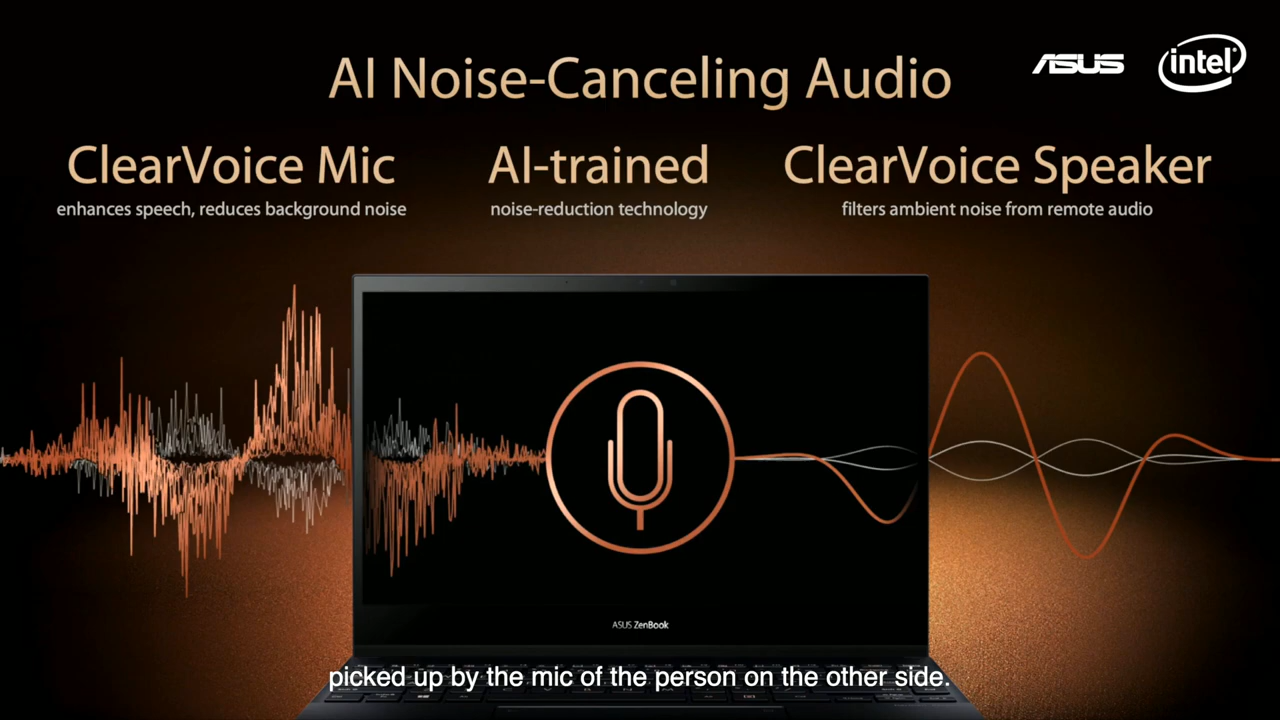 AI Noise-Canceling Audio
ASUS
intel
ClearVoice Mic
enhances speech, reduces background noise
AI-trained
noise-reduction technology
ClearVoice Speaker
filters ambient noise from remote audio
ASUS ZenBook
picked up by the mic of the person on the other side.